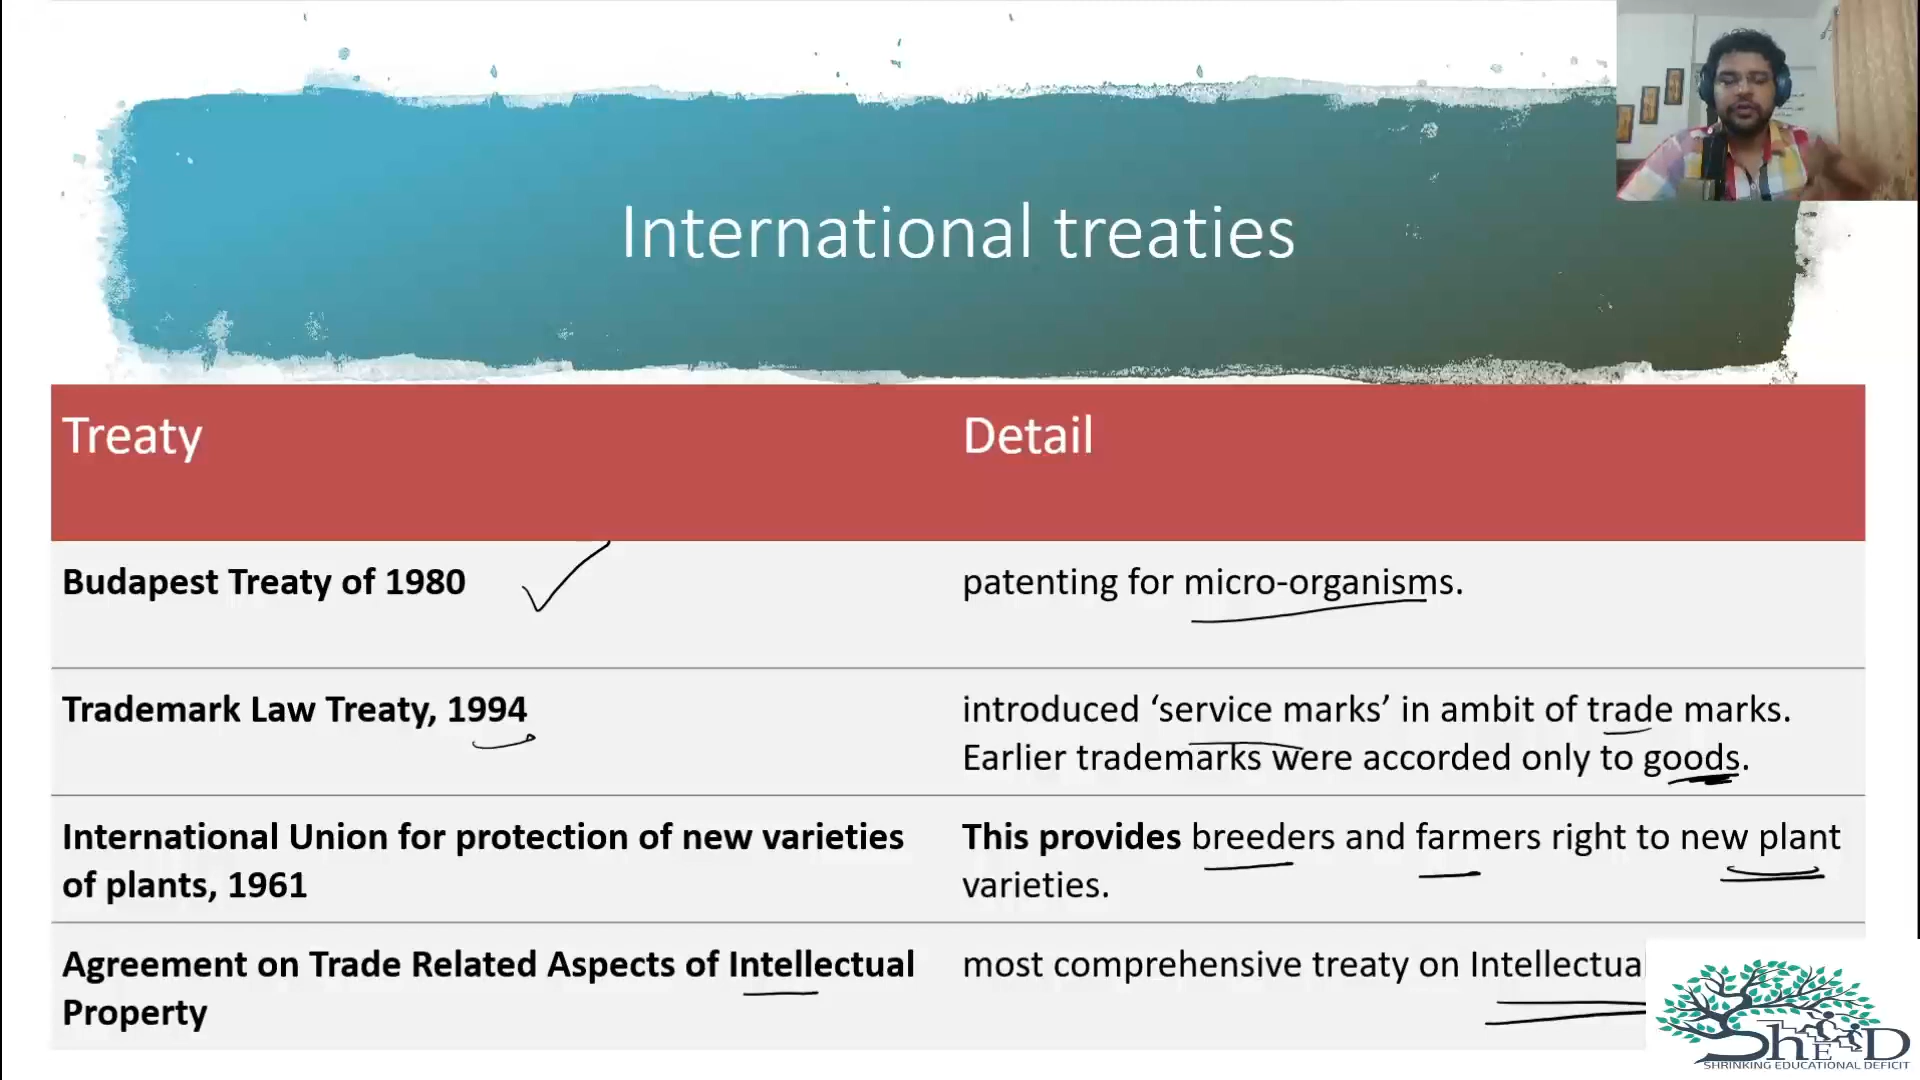 International treaties
Treaty
Detail
Budapest Treaty of 1980
patenting for micro-organisms.
Trademark Law Treaty, 1994
introduced ‘service marks’ in ambit of trade marks.
Earlier trademarks were accorded only to goods.
International Union for protection of new varieties
of plants, 1961
This provides breeders and farmers right to new plant
varieties.
Agreement on Trade Related Aspects of Intellectual
Property
most comprehensive treaty on Intellectua
ShED
SHRINKING EDUCATIONAL DEFICIT